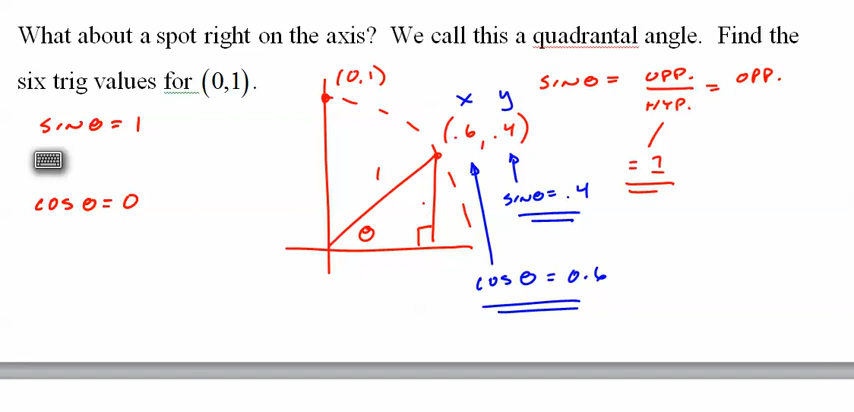 What about a spot right on the axis? We call this a quadrantal angle. Find the
six trig values for (0,1).
(0,1)
sin θ = OPP. / HYP. = OPP.
= 1
x y
(.6, .4)
sin θ = 1
1
sin θ = .4
cos θ = 0
θ
cos θ = 0.6